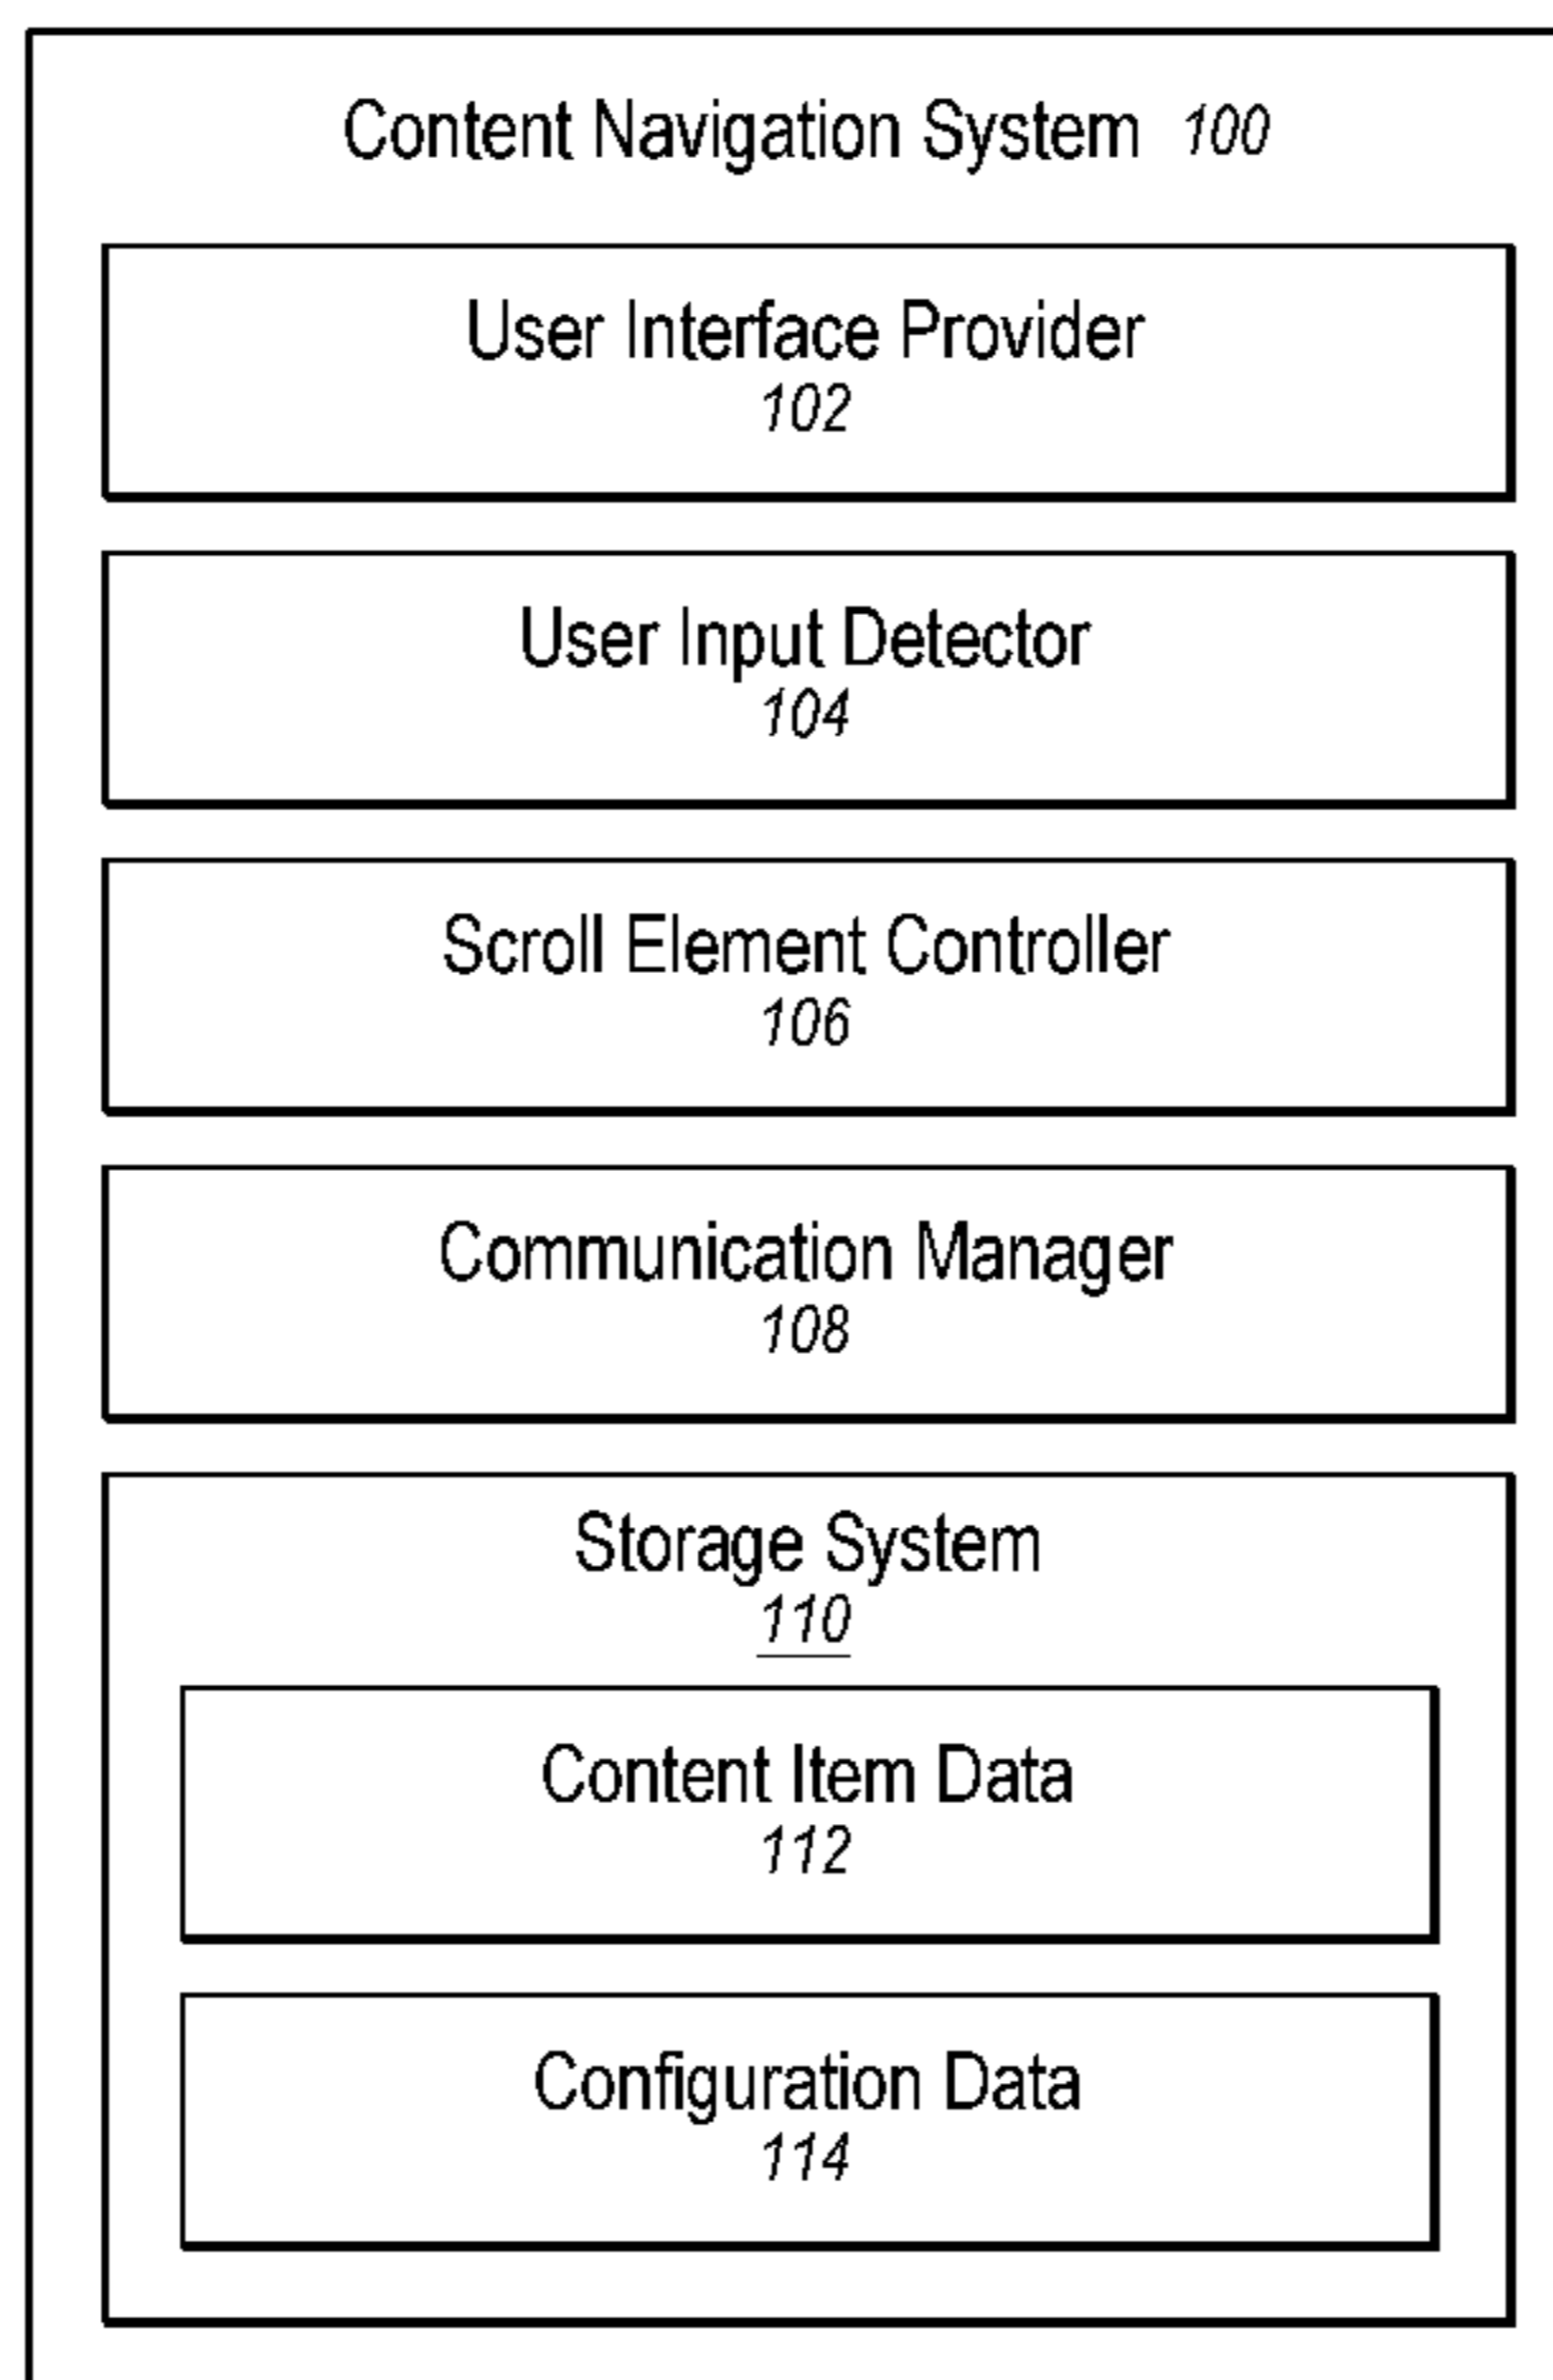 Content Navigation System 100
User Interface Provider
102
User Input Detector
104
Scroll Element Controller
106
Communication Manager
108
Storage System
110
Content Item Data
112
Configuration Data
114